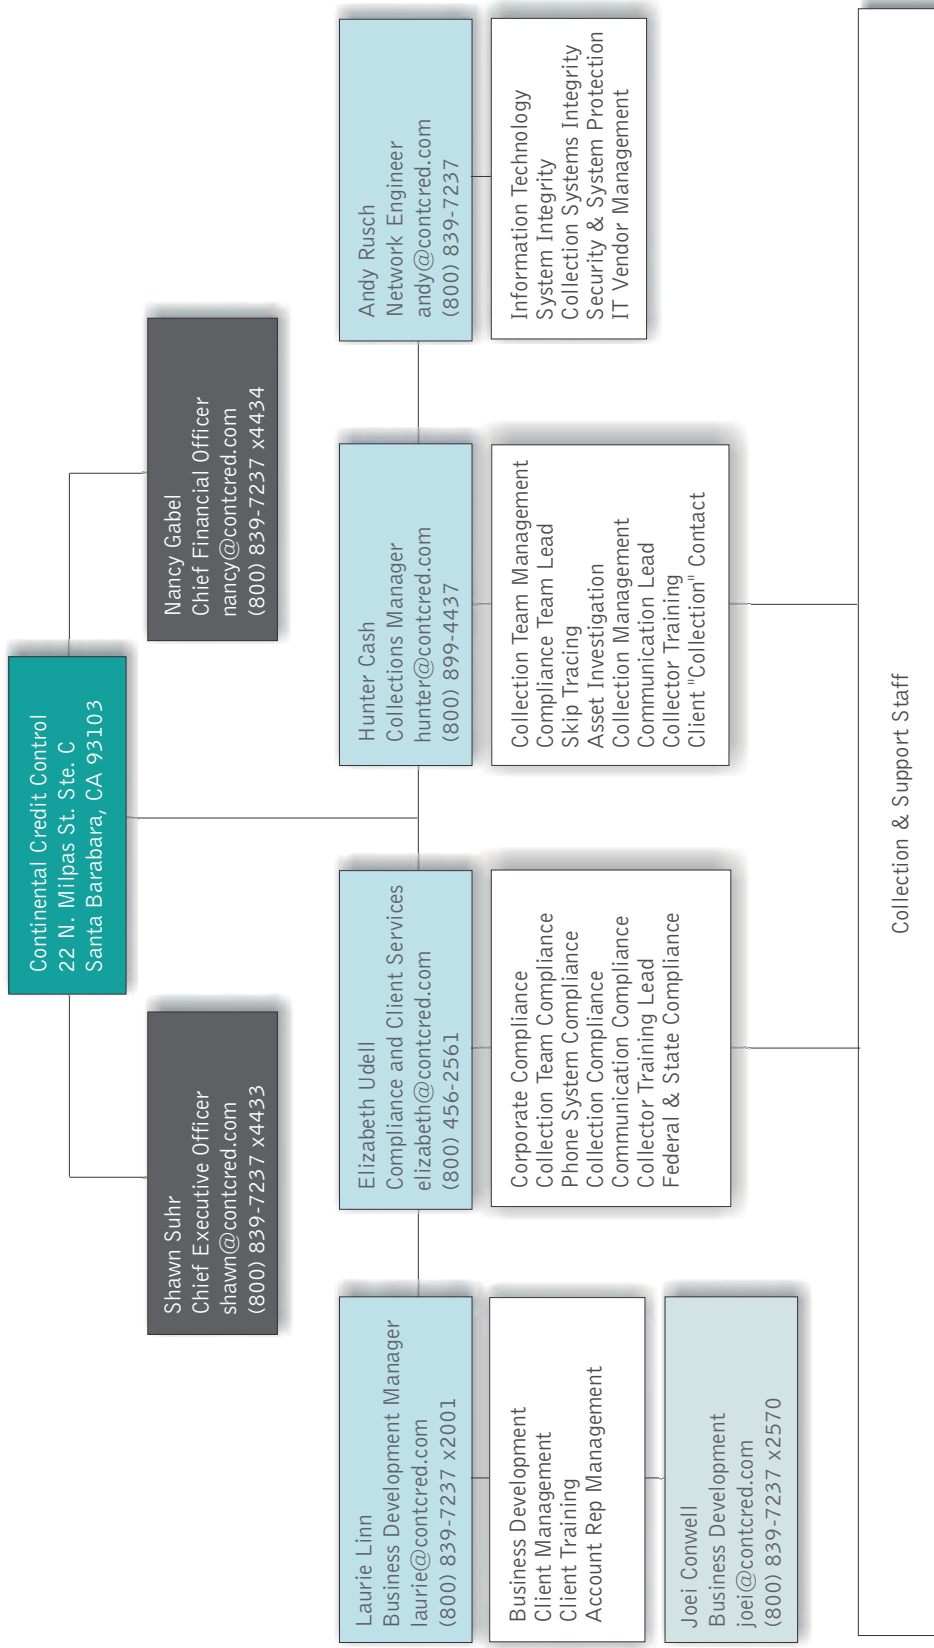 Continental Credit Control
22 N. Milpas St. Ste. C
Santa Barabara, CA 93103
Shawn Suhr
Chief Executive Officer
shawn@contcred.com
(800) 839-7237 x4433
Nancy Gabel
Chief Financial Officer
nancy@contcred.com
(800) 839-7237 x4434
Laurie Linn
Business Development Manager
laurie@contcred.com
(800) 839-7237 x2001
Elizabeth Udell
Compliance and Client Services
elizabeth@contcred.com
(800) 456-2561
Hunter Cash
Collections Manager
hunter@contcred.com
(800) 899-4437
Andy Rusch
Network Engineer
andy@contcred.com
(800) 839-7237
Business Development
Client Management
Client Training
Account Rep Management
Corporate Compliance
Collection Team Compliance
Phone System Compliance
Collection Compliance
Communication Compliance
Collector Training Lead
Federal & State Compliance
Collection Team Management
Compliance Team Lead
Skip Tracing
Asset Investigation
Collection Management
Communication Lead
Collector Training
Client "Collection" Contact
Information Technology
System Integrity
Collection Systems Integrity
Security & System Protection
IT Vendor Management
Joei Conwell
Business Development
joei@contcred.com
(800) 839-7237 x2570
Collection & Support Staff